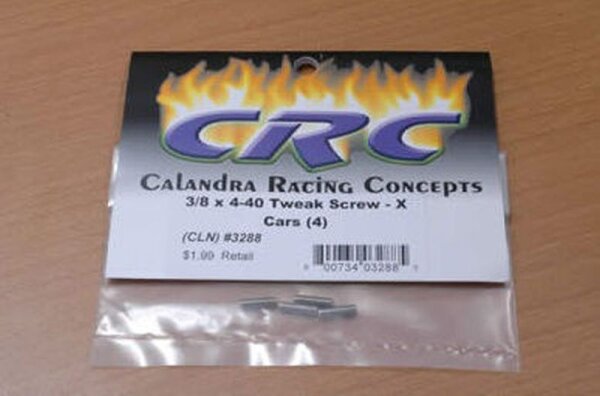 CRC
Calandra Racing Concepts
3/8 x 4-40 Tweak Screw - X
Cars (4)
(CLN) #3288
$1.99 Retail
00734 03288